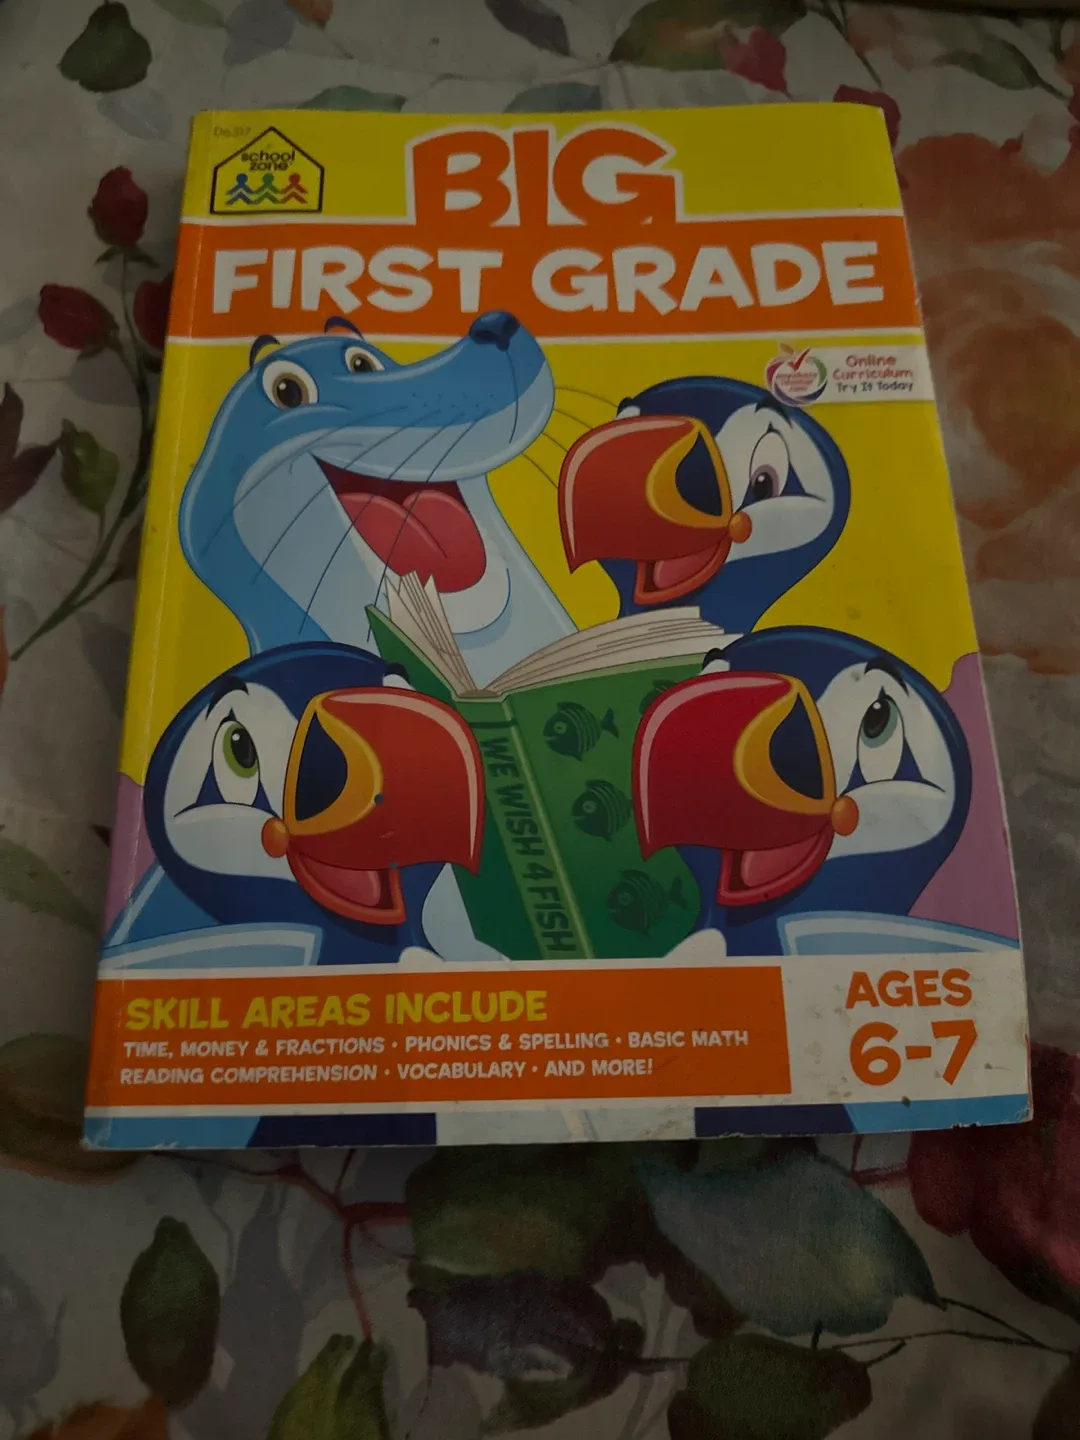 06317
school
zone
BIG
FIRST GRADE
Online
Curriculum
Try It Today
WE WISH 4 FISH
SKILL AREAS INCLUDE
TIME, MONEY & FRACTIONS • PHONICS & SPELLING • BASIC MATH
READING COMPREHENSION • VOCABULARY • AND MORE!
AGES
6-7